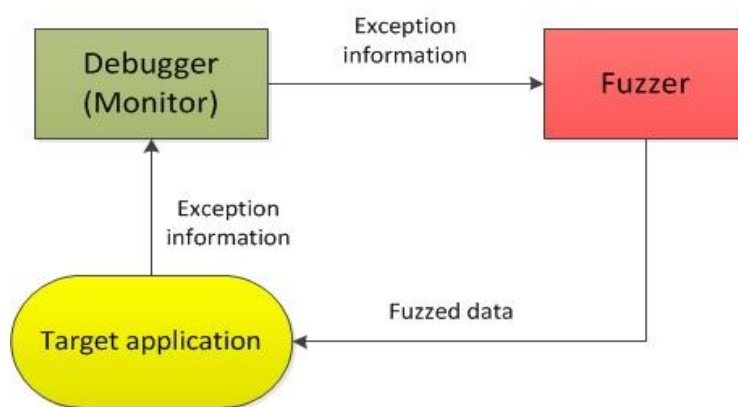 Exception
information
Debugger
(Monitor)
Fuzzer
Exception
information
Fuzzed data
Target application